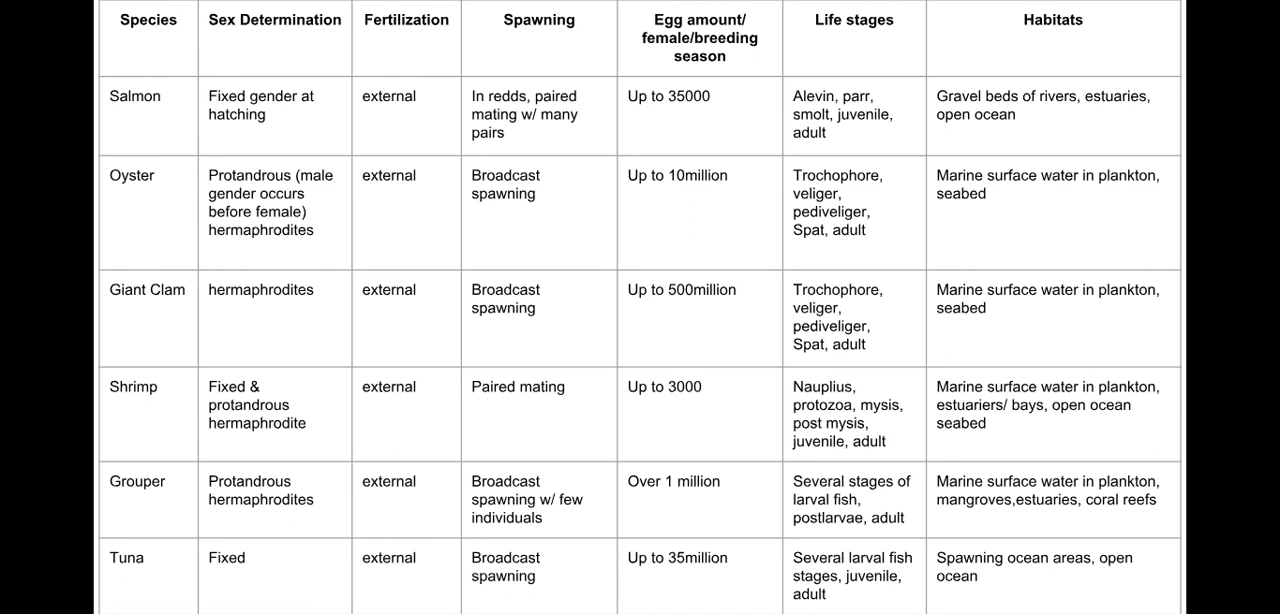 Species
Sex Determination
Fertilization
Spawning
Egg amount/
female/breeding
season
Life stages
Habitats
Salmon
Fixed gender at
hatching
external
In redds, paired
mating w/ many
pairs
Up to 35000
Alevin, parr,
smolt, juvenile,
adult
Gravel beds of rivers, estuaries,
open ocean
Oyster
Protandrous (male
gender occurs
before female)
hermaphrodites
external
Broadcast
spawning
Up to 10million
Trochophore,
veliger,
pediveliger,
Spat, adult
Marine surface water in plankton,
seabed
Giant Clam
hermaphrodites
external
Broadcast
spawning
Up to 500million
Trochophore,
veliger,
pediveliger,
Spat, adult
Marine surface water in plankton,
seabed
Shrimp
Fixed &
protandrous
hermaphrodite
external
Paired mating
Up to 3000
Nauplius,
protozoa, mysis,
post mysis,
juvenile, adult
Marine surface water in plankton,
estuariers/ bays, open ocean
seabed
Grouper
Protandrous
hermaphrodites
external
Broadcast
spawning w/ few
individuals
Over 1 million
Several stages of
larval fish,
postlarvae, adult
Marine surface water in plankton,
mangroves,estuaries, coral reefs
Tuna
Fixed
external
Broadcast
spawning
Up to 35million
Several larval fish
stages, juvenile,
adult
Spawning ocean areas, open
ocean